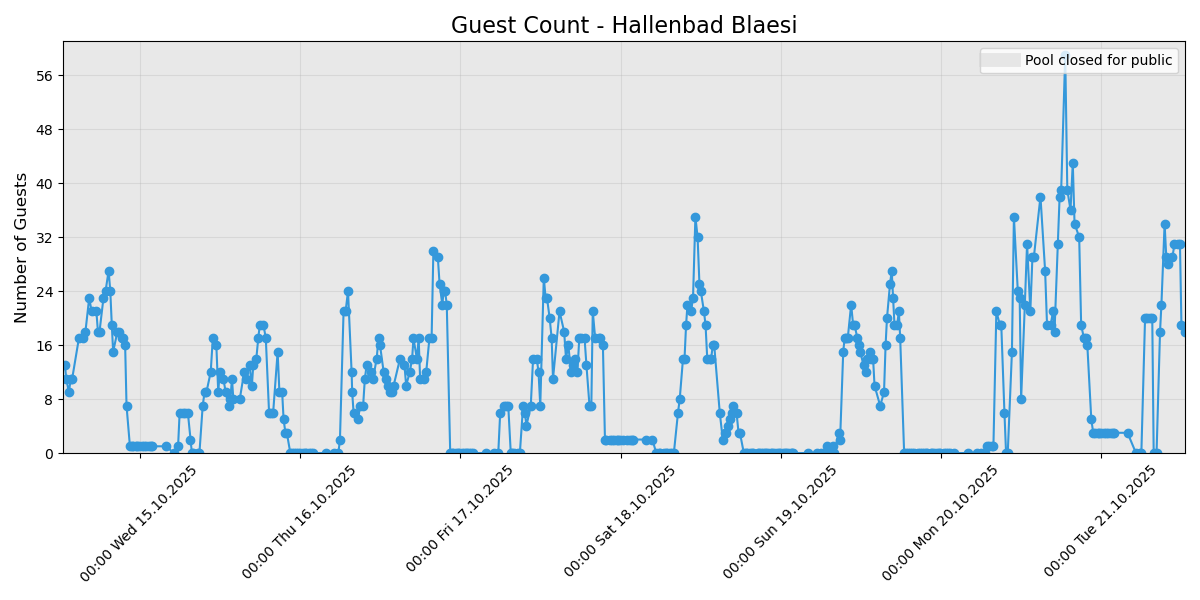 Guest Count - Hallenbad Blaesi
Pool closed for public
Number of Guests
56
48
40
32
24
16
8
0
00:00 Wed 15.10.2025
00:00 Thu 16.10.2025
00:00 Fri 17.10.2025
00:00 Sat 18.10.2025
00:00 Sun 19.10.2025
00:00 Mon 20.10.2025
00:00 Tue 21.10.2025